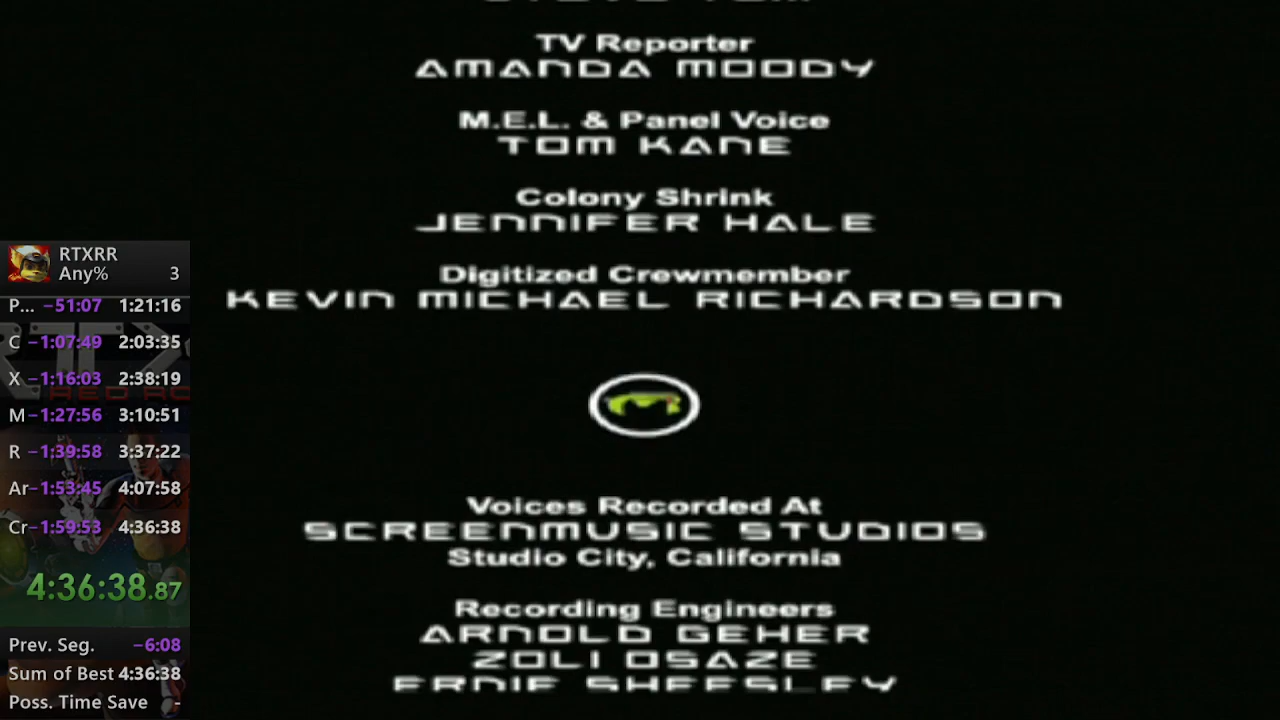 TV Reporter
AMANDA MOODY
M.E.L. & Panel Voice
TOM KANE
Colony Shrink
JENNIFER HALE
Digitized Crewmember
KEVIN MICHAEL RICHARDSON
Voices Recorded At
SCREENMUSIC STUDIOS
Studio City, California
Recording Engineers
ARNOLD GEHER
ZOLI OSAZE
ERNIE SHEESLEY
RTXRR
Any% 3
P... −51:07 1:21:16
C −1:07:49 2:03:35
X −1:16:03 2:38:19
M −1:27:56 3:10:51
R −1:39:58 3:37:22
Ar −1:53:45 4:07:58
Cr −1:59:53 4:36:38
4:36:38.87
Prev. Seg. −6:08
Sum of Best 4:36:38
Poss. Time Save -